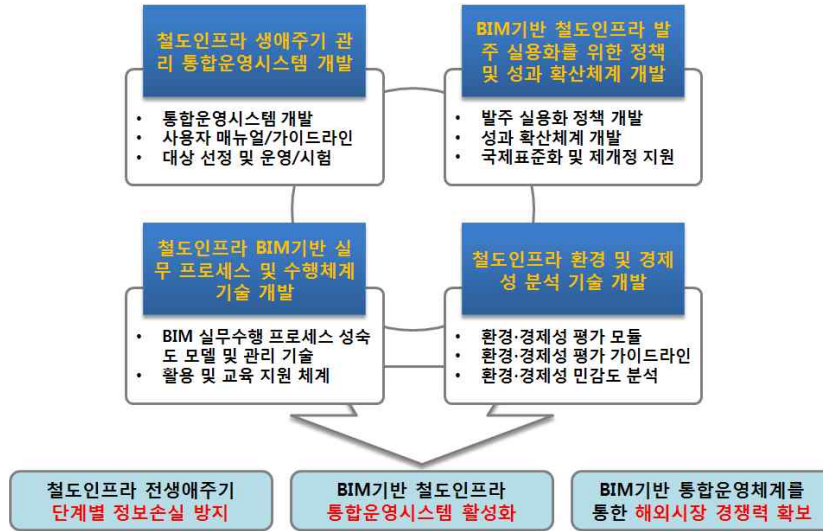 철도인프라 생애주기 관
리 통합운영시스템 개발
• 통합운영시스템 개발
• 사용자 매뉴얼/가이드라인
• 대상 선정 및 운영/시험
BIM기반 철도인프라 발
주 실용화를 위한 정책
및 성과 확산체계 개발
• 발주 실용화 정책 개발
• 성과 확산체계 개발
• 국제표준화 및 제개정 지원
철도인프라 BIM기반 실
무 프로세스 및 수행체계
기술 개발
• BIM 실무수행 프로세스 성숙
도 모델 및 관리 기술
• 활용 및 교육 지원 체계
철도인프라 환경 및 경제
성 분석 기술 개발
• 환경·경제성 평가 모듈
• 환경·경제성 평가 가이드라인
• 환경·경제성 민감도 분석
철도인프라 전생애주기
단계별 정보손실 방지
BIM기반 철도인프라
통합운영시스템 활성화
BIM기반 통합운영체계를
통한 해외시장 경쟁력 확보